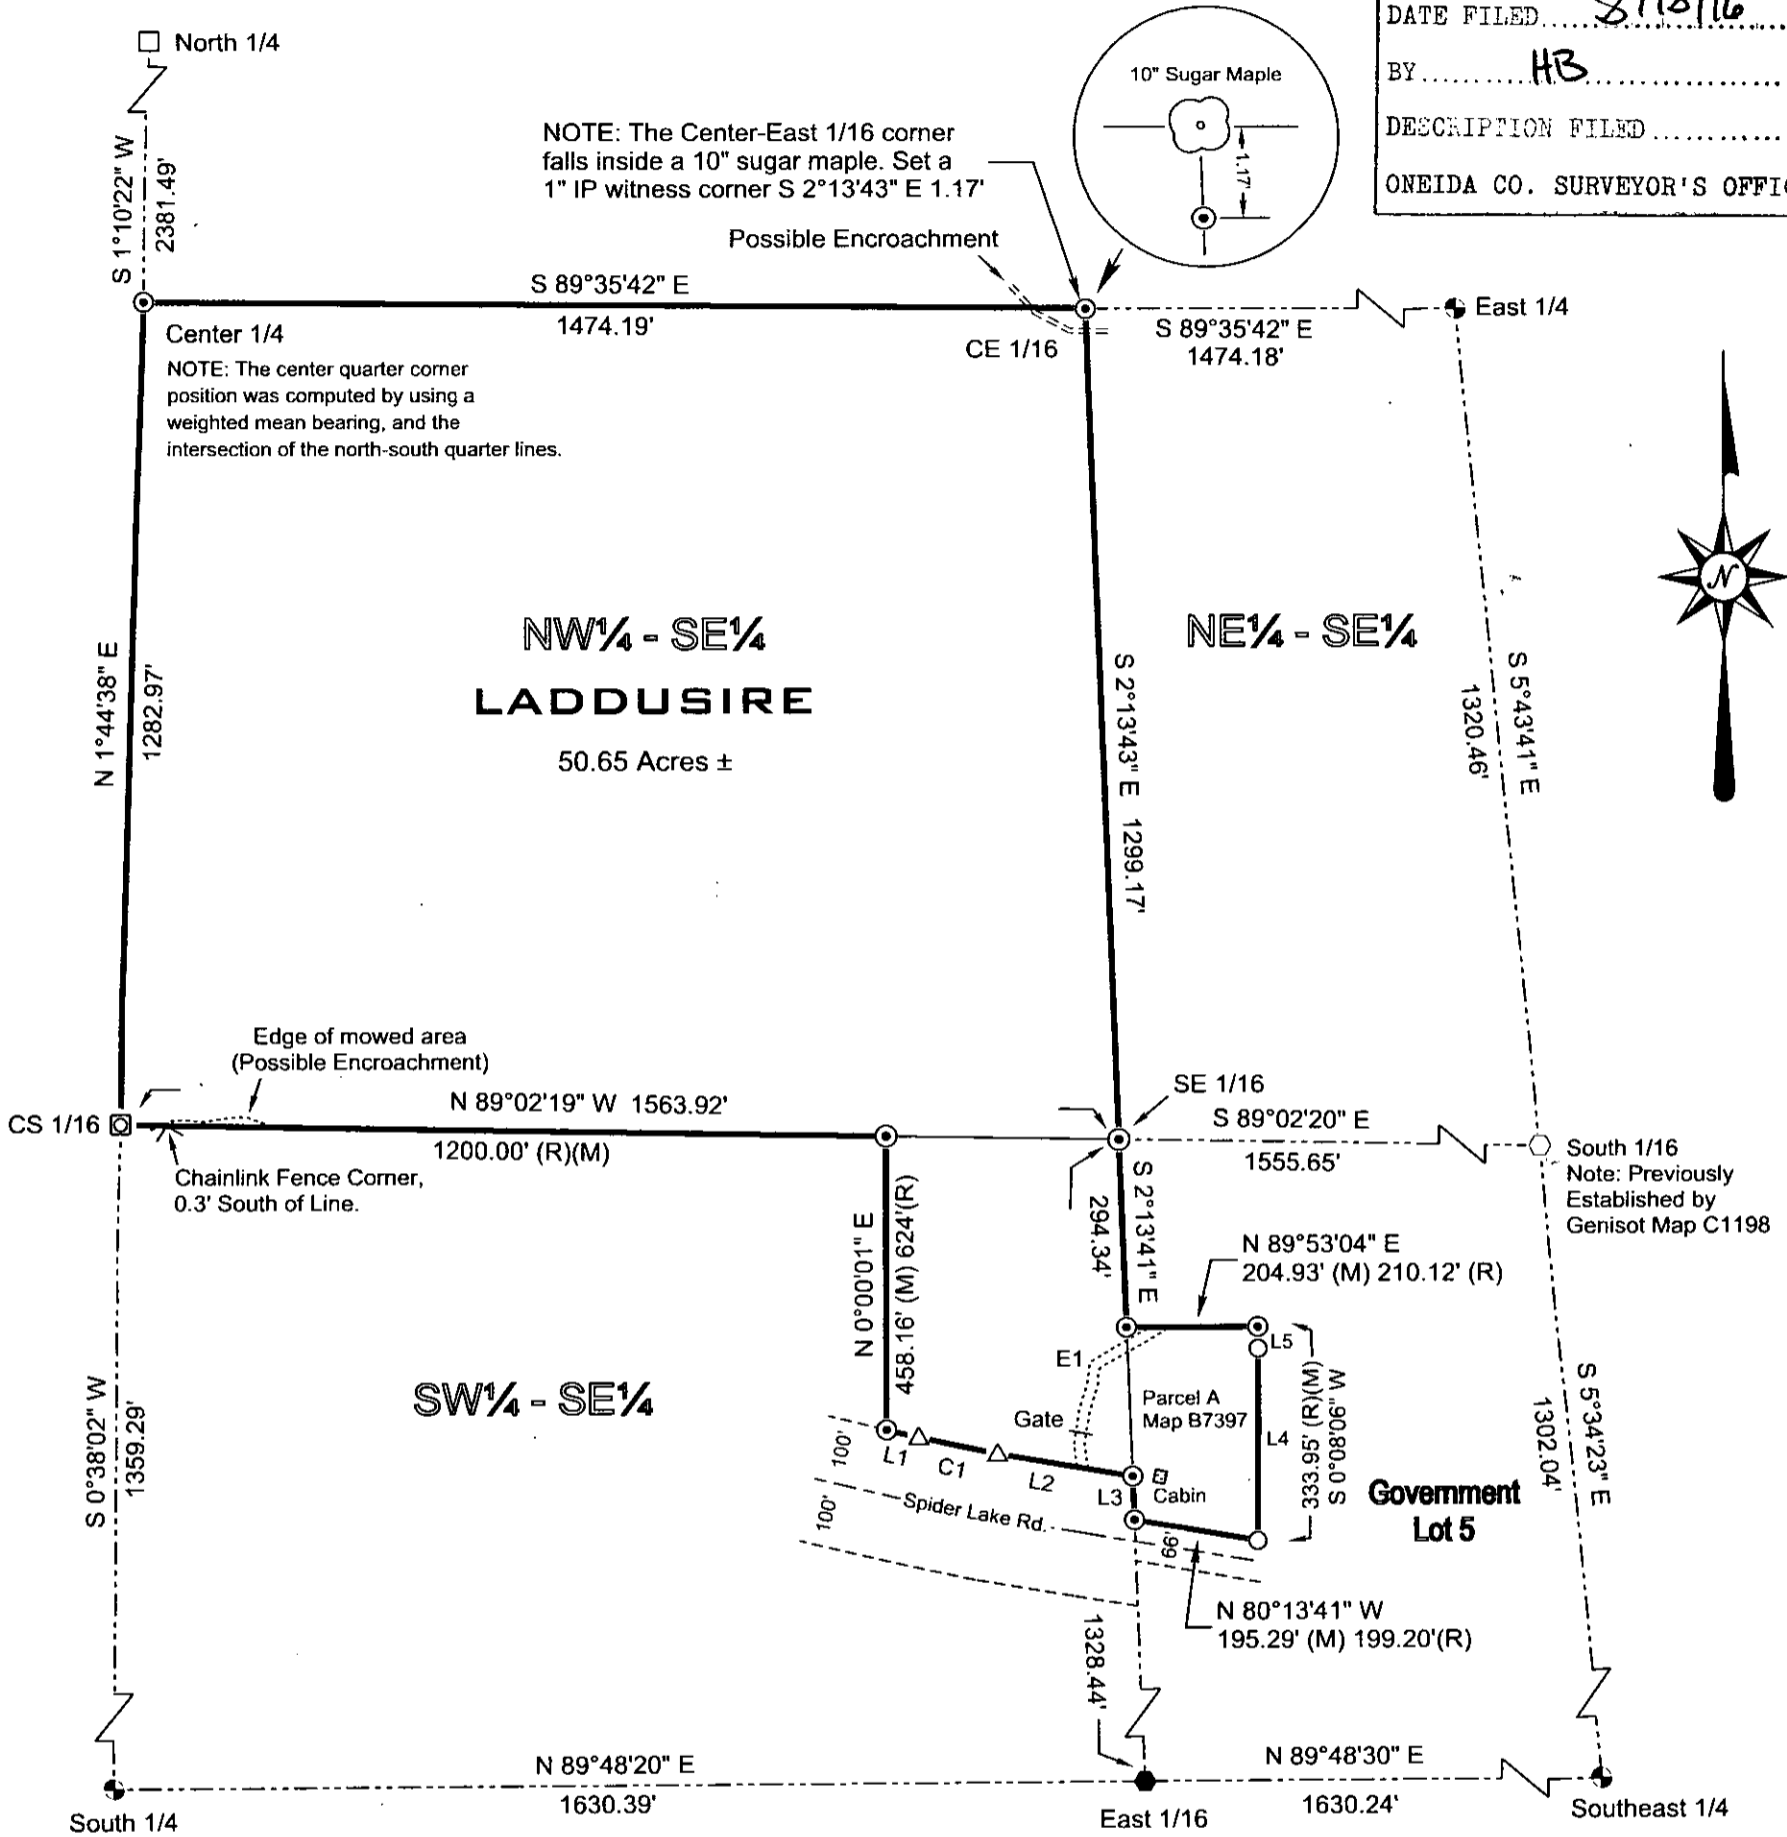 DATE FILED.....8/18/16
BY.........HB..................
DESCRIPTION FILED............
ONEIDA CO. SURVEYOR'S
North 1/4
10" Sugar Maple
1.17'
NOTE: The Center-East 1/16 corner
falls inside a 10" sugar maple. Set a
1" IP witness corner S 2°13'43" E 1.17'
Possible Encroachment
S 1°10'22" W
2381.49'
S 89°35'42" E
1474.19'
Center 1/4
NOTE: The center quarter corner
position was computed by using a
weighted mean bearing, and the
intersection of the north-south quarter lines.
CE 1/16
S 89°35'42" E
1474.18'
East 1/4
N
N 1°44'38" E
1282.97'
NW¼ - SE¼
LADDUSIRE
50.65 Acres ±
NE¼ - SE¼
S 2°13'43" E 1299.17'
S 5°43'41" E
1320.46'
Edge of mowed area
(Possible Encroachment)
CS 1/16
N 89°02'19" W 1563.92'
1200.00' (R)(M)
Chainlink Fence Corner,
0.3' South of Line.
SE 1/16
S 89°02'20" E
1555.65'
South 1/16
Note: Previously
Established by
Genisot Map C1198
S 2°13'41" E
294.34'
N 0°00'01" E
458.16' (M) 624'(R)
N 89°53'04" E
204.93' (M) 210.12' (R)
E1
L5
Parcel A
Map B7397
Gate
L4
333.95' (R)(M)
S 0°08'06" W
SW¼ - SE¼
S 0°38'02" W
1359.29'
100'
L1
C1
L2
L3
Cabin
Spider Lake Rd.
100'
66'
Government
Lot 5
S 5°34'23" E
1302.04'
N 80°13'41" W
195.29' (M) 199.20'(R)
1328.44'
N 89°48'20" E
1630.39'
N 89°48'30" E
1630.24'
South 1/4
East 1/16
Southeast 1/4